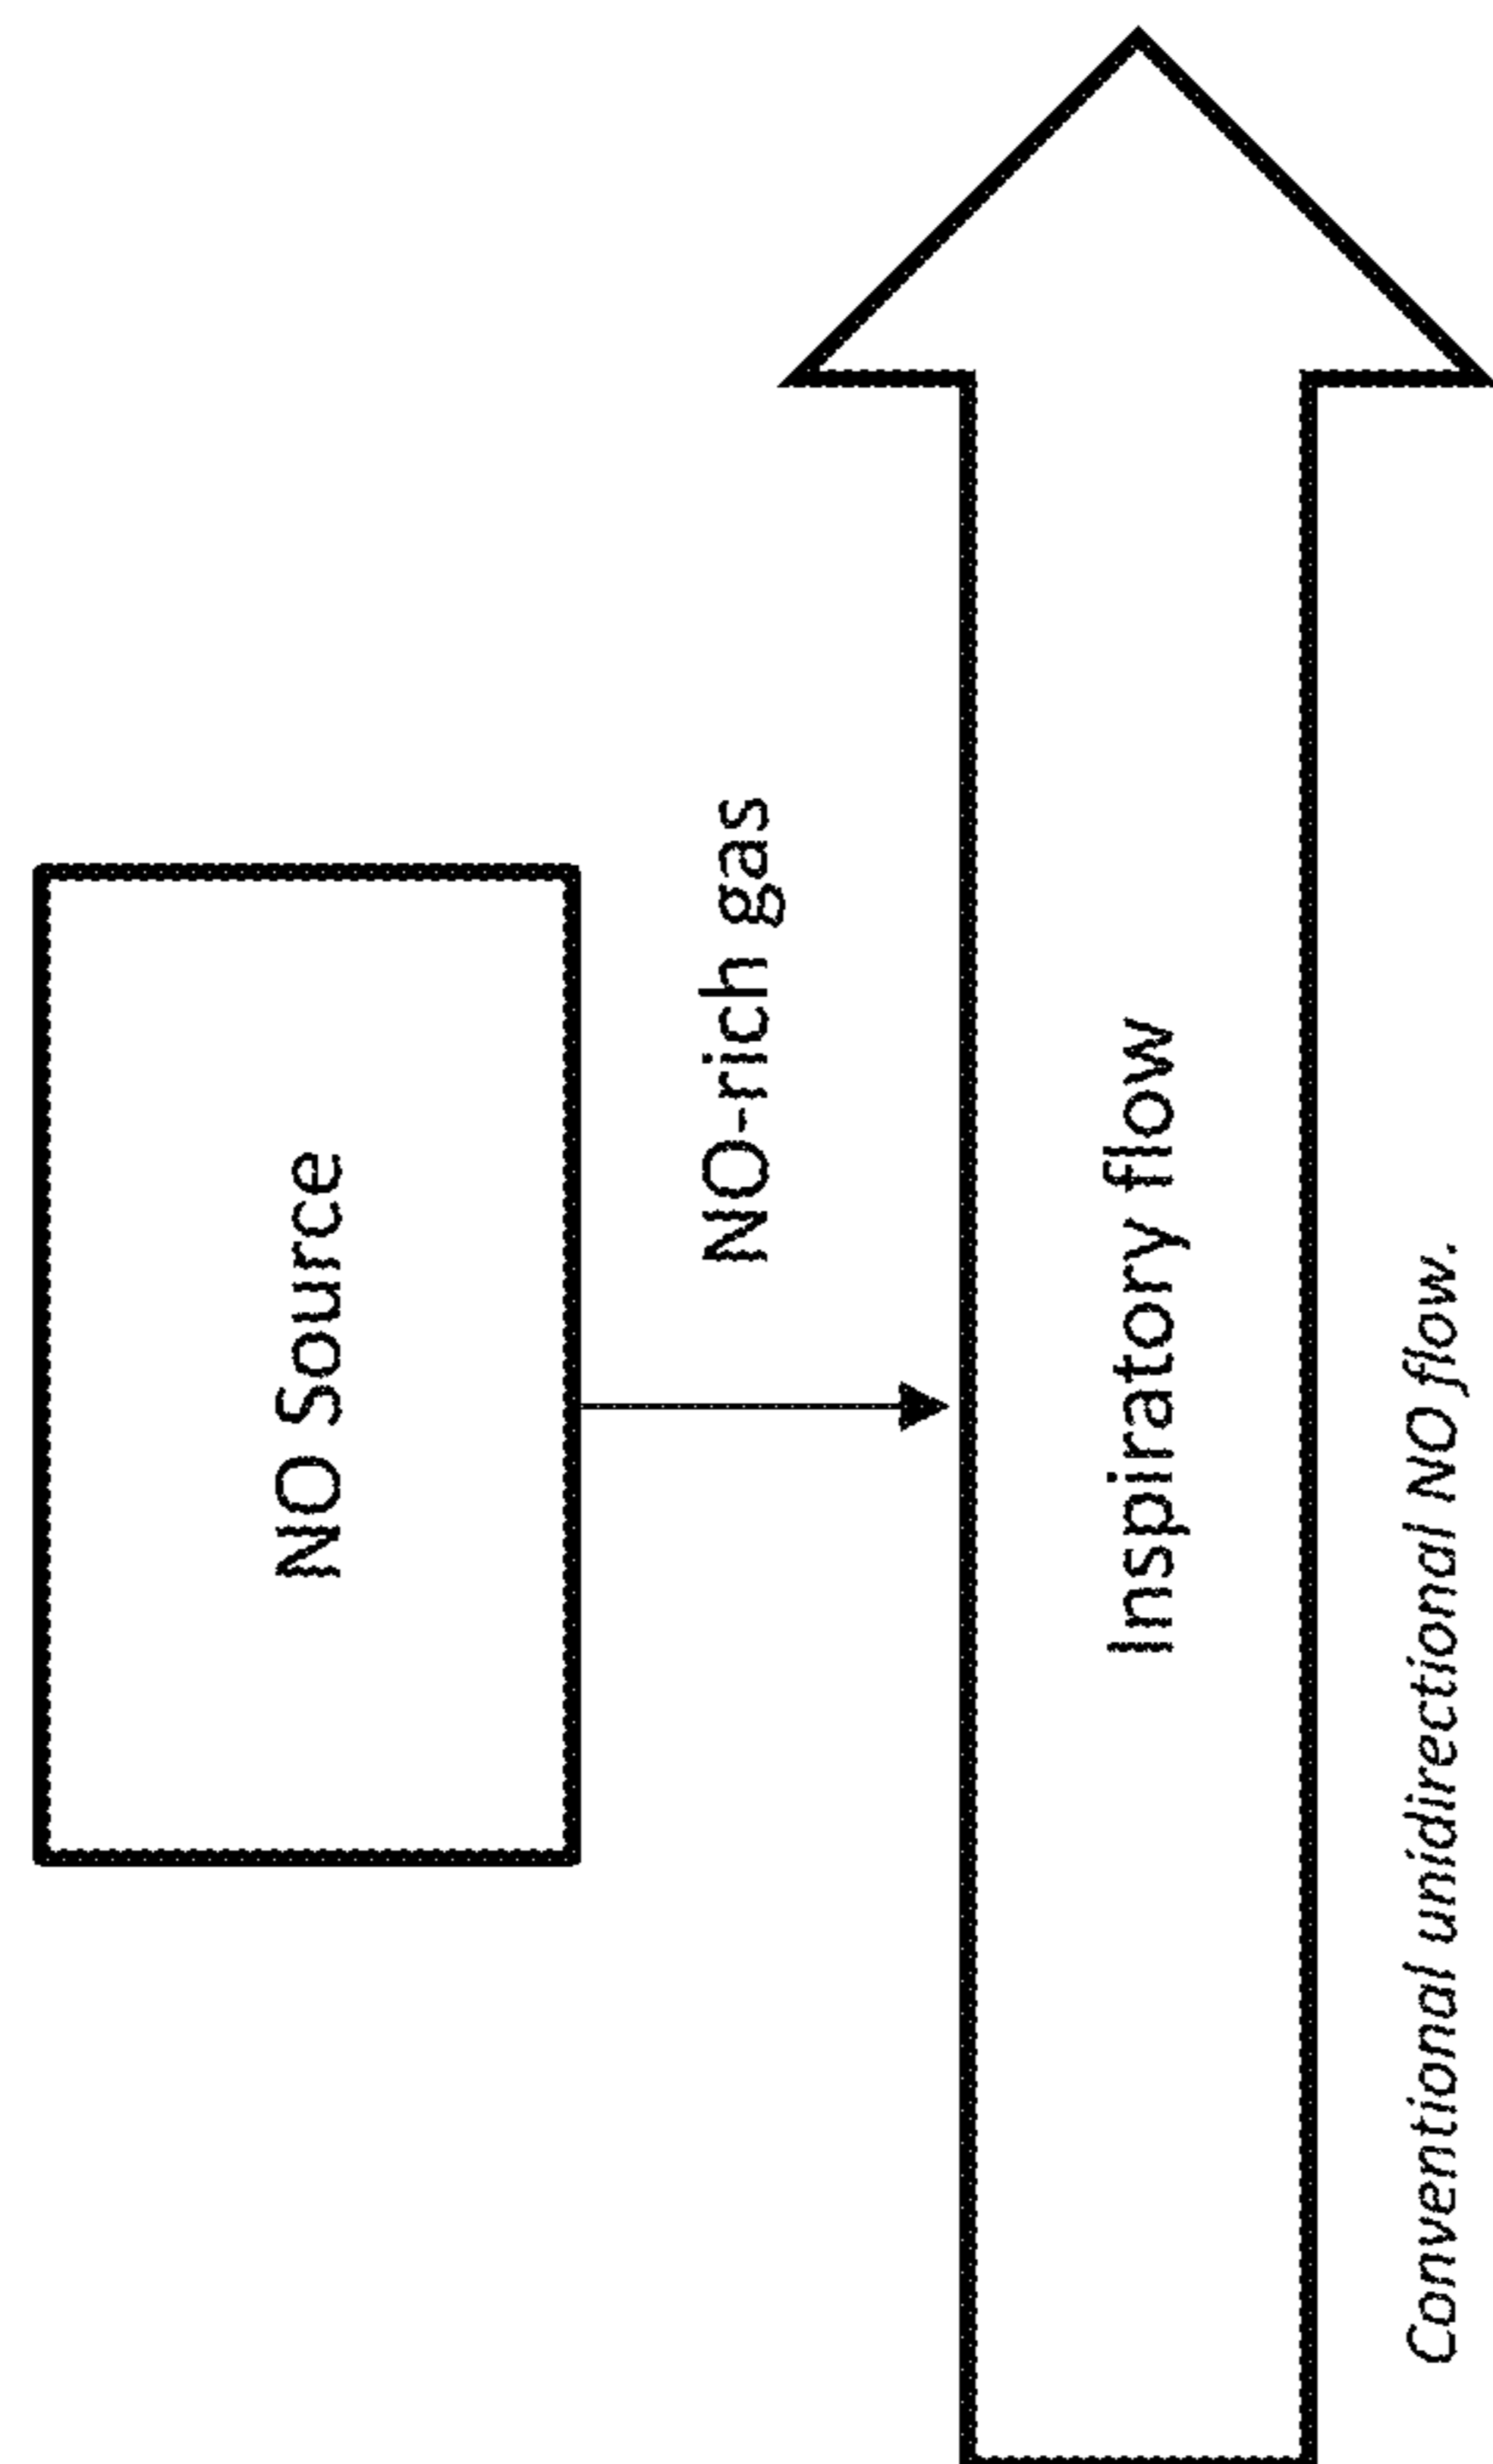 NO Source
NO-rich gas
Inspiratory flow
Conventional unidirectional NO flow.